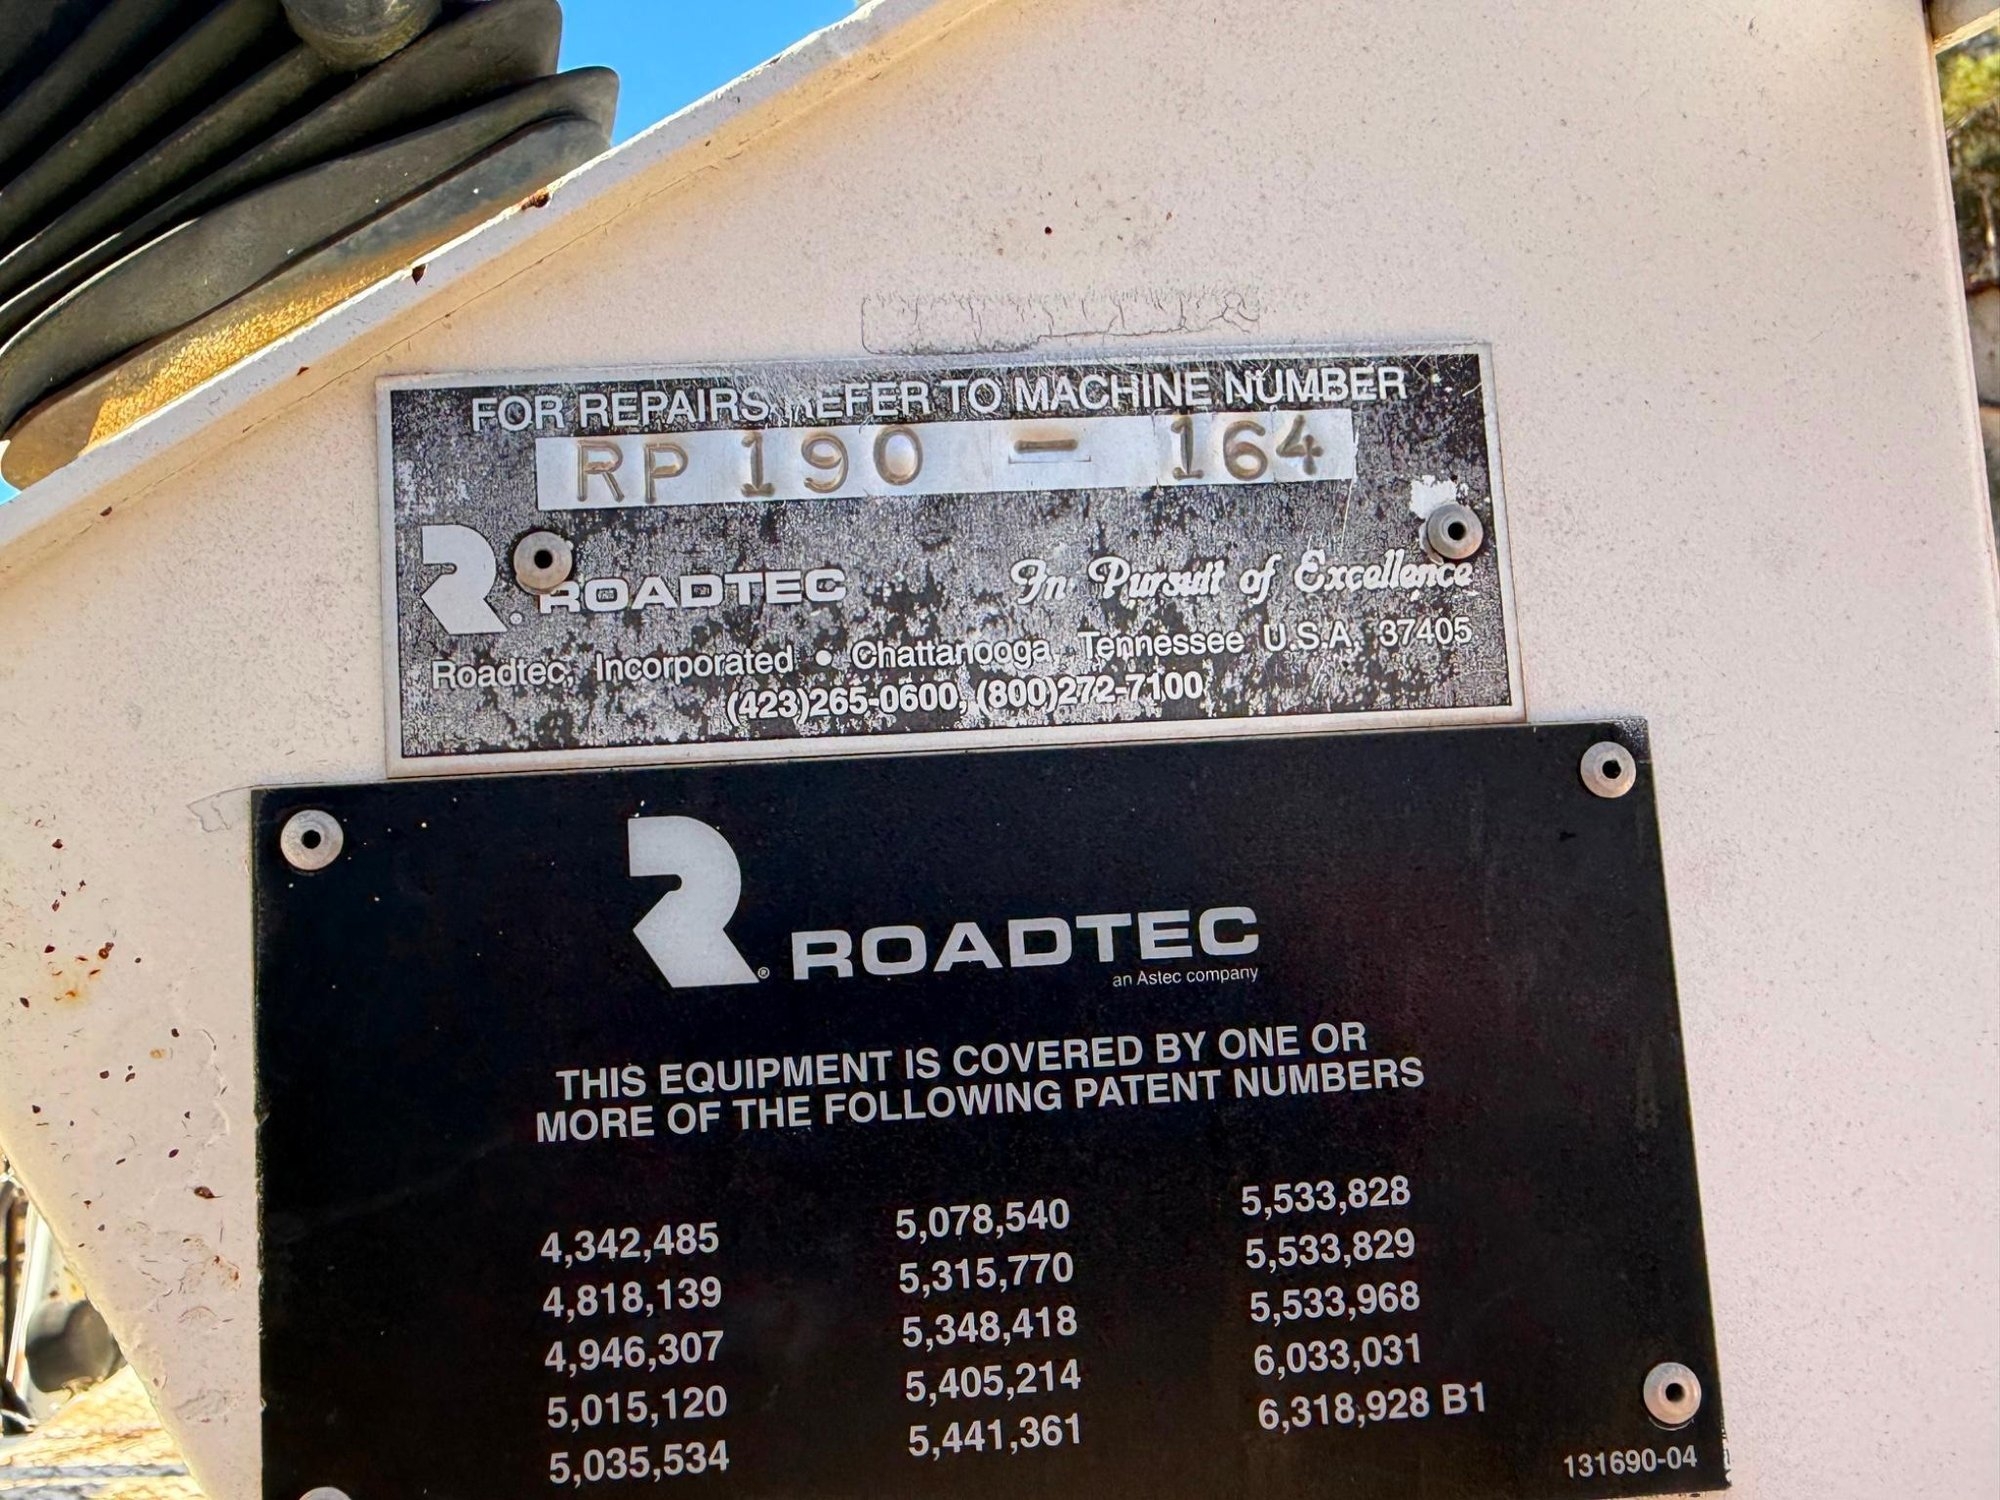 FOR REPAIRS, REFER TO MACHINE NUMBER
RP 190 - 164
® ROADTEC In Pursuit of Excellence
Roadtec, Incorporated • Chattanooga, Tennessee U.S.A. 37405
(423)265-0600, (800)272-7100
® ROADTEC
an Astec company
THIS EQUIPMENT IS COVERED BY ONE OR
MORE OF THE FOLLOWING PATENT NUMBERS
4,342,485 5,078,540 5,533,828
4,818,139 5,315,770 5,533,829
4,946,307 5,348,418 5,533,968
5,015,120 5,405,214 6,033,031
5,035,534 5,441,361 6,318,928 B1
131690-04